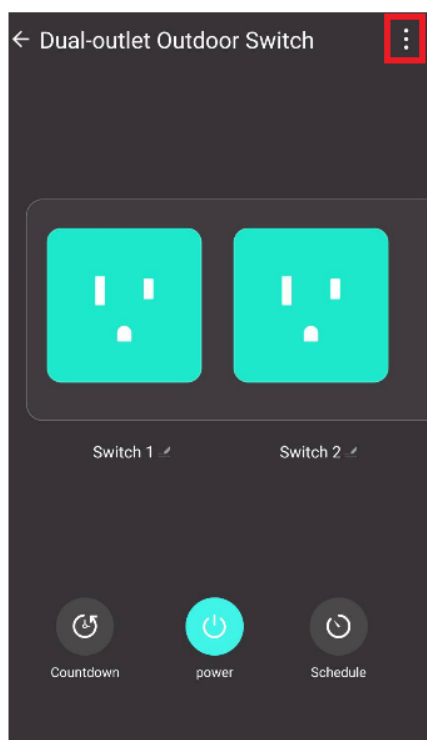 Dual-outlet Outdoor Switch
Switch 1
Switch 2
Countdown
power
Schedule